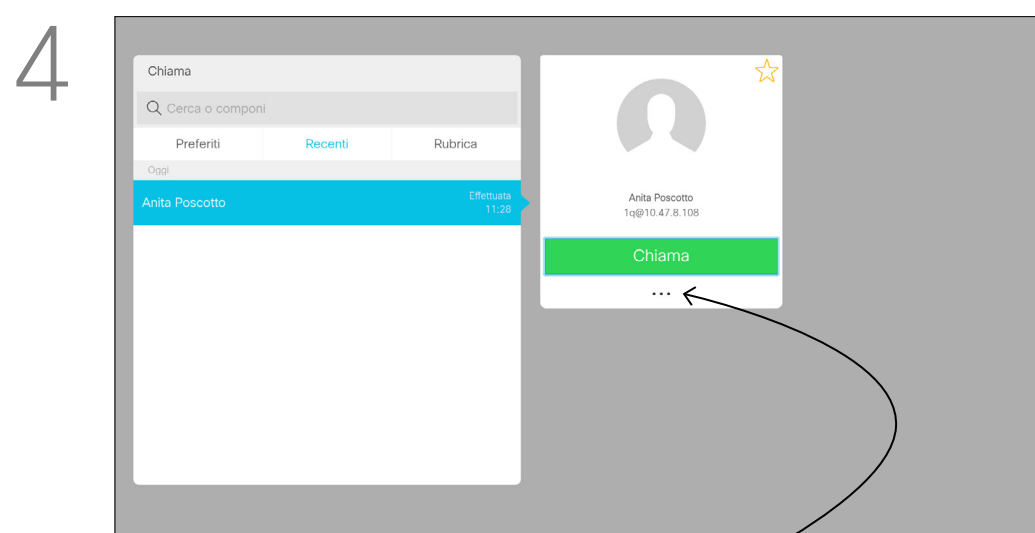 4
Chiama
Cerca o componi
Preferiti Recenti Rubrica
Oggi
Anita Poscotto Effettuata
11:28
Anita Poscotto
1q@10.47.8.108
Chiama
...